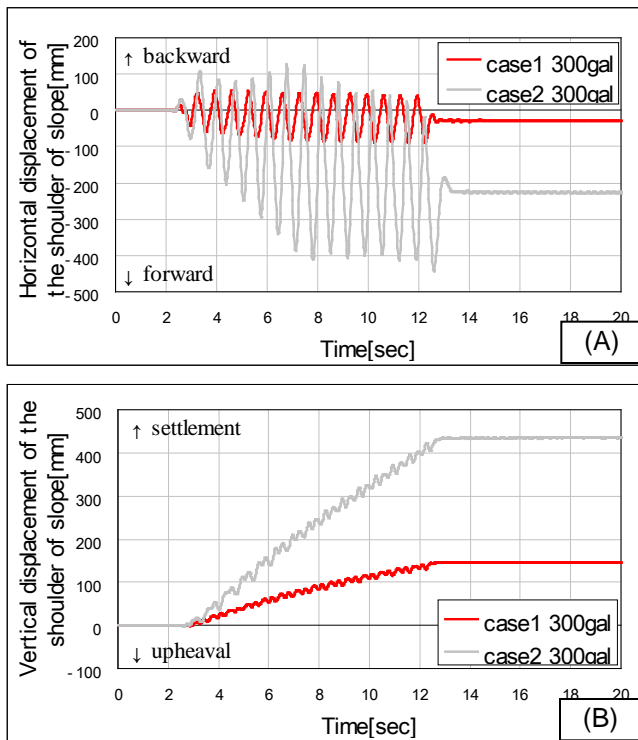 Horizontal displacement of
the shoulder of slope[mm]
200
100
0
-100
-200
-300
-400
-500
↑ backward
↓ forward
case1 300gal
case2 300gal
0 2 4 6 8 10 12 14 16 18 20
Time[sec]
(A)
Vertical displacement of the
shoulder of slope[mm]
500
400
300
200
100
0
-100
↑ settlement
↓ upheaval
case1 300gal
case2 300gal
0 2 4 6 8 10 12 14 16 18 20
Time[sec]
(B)